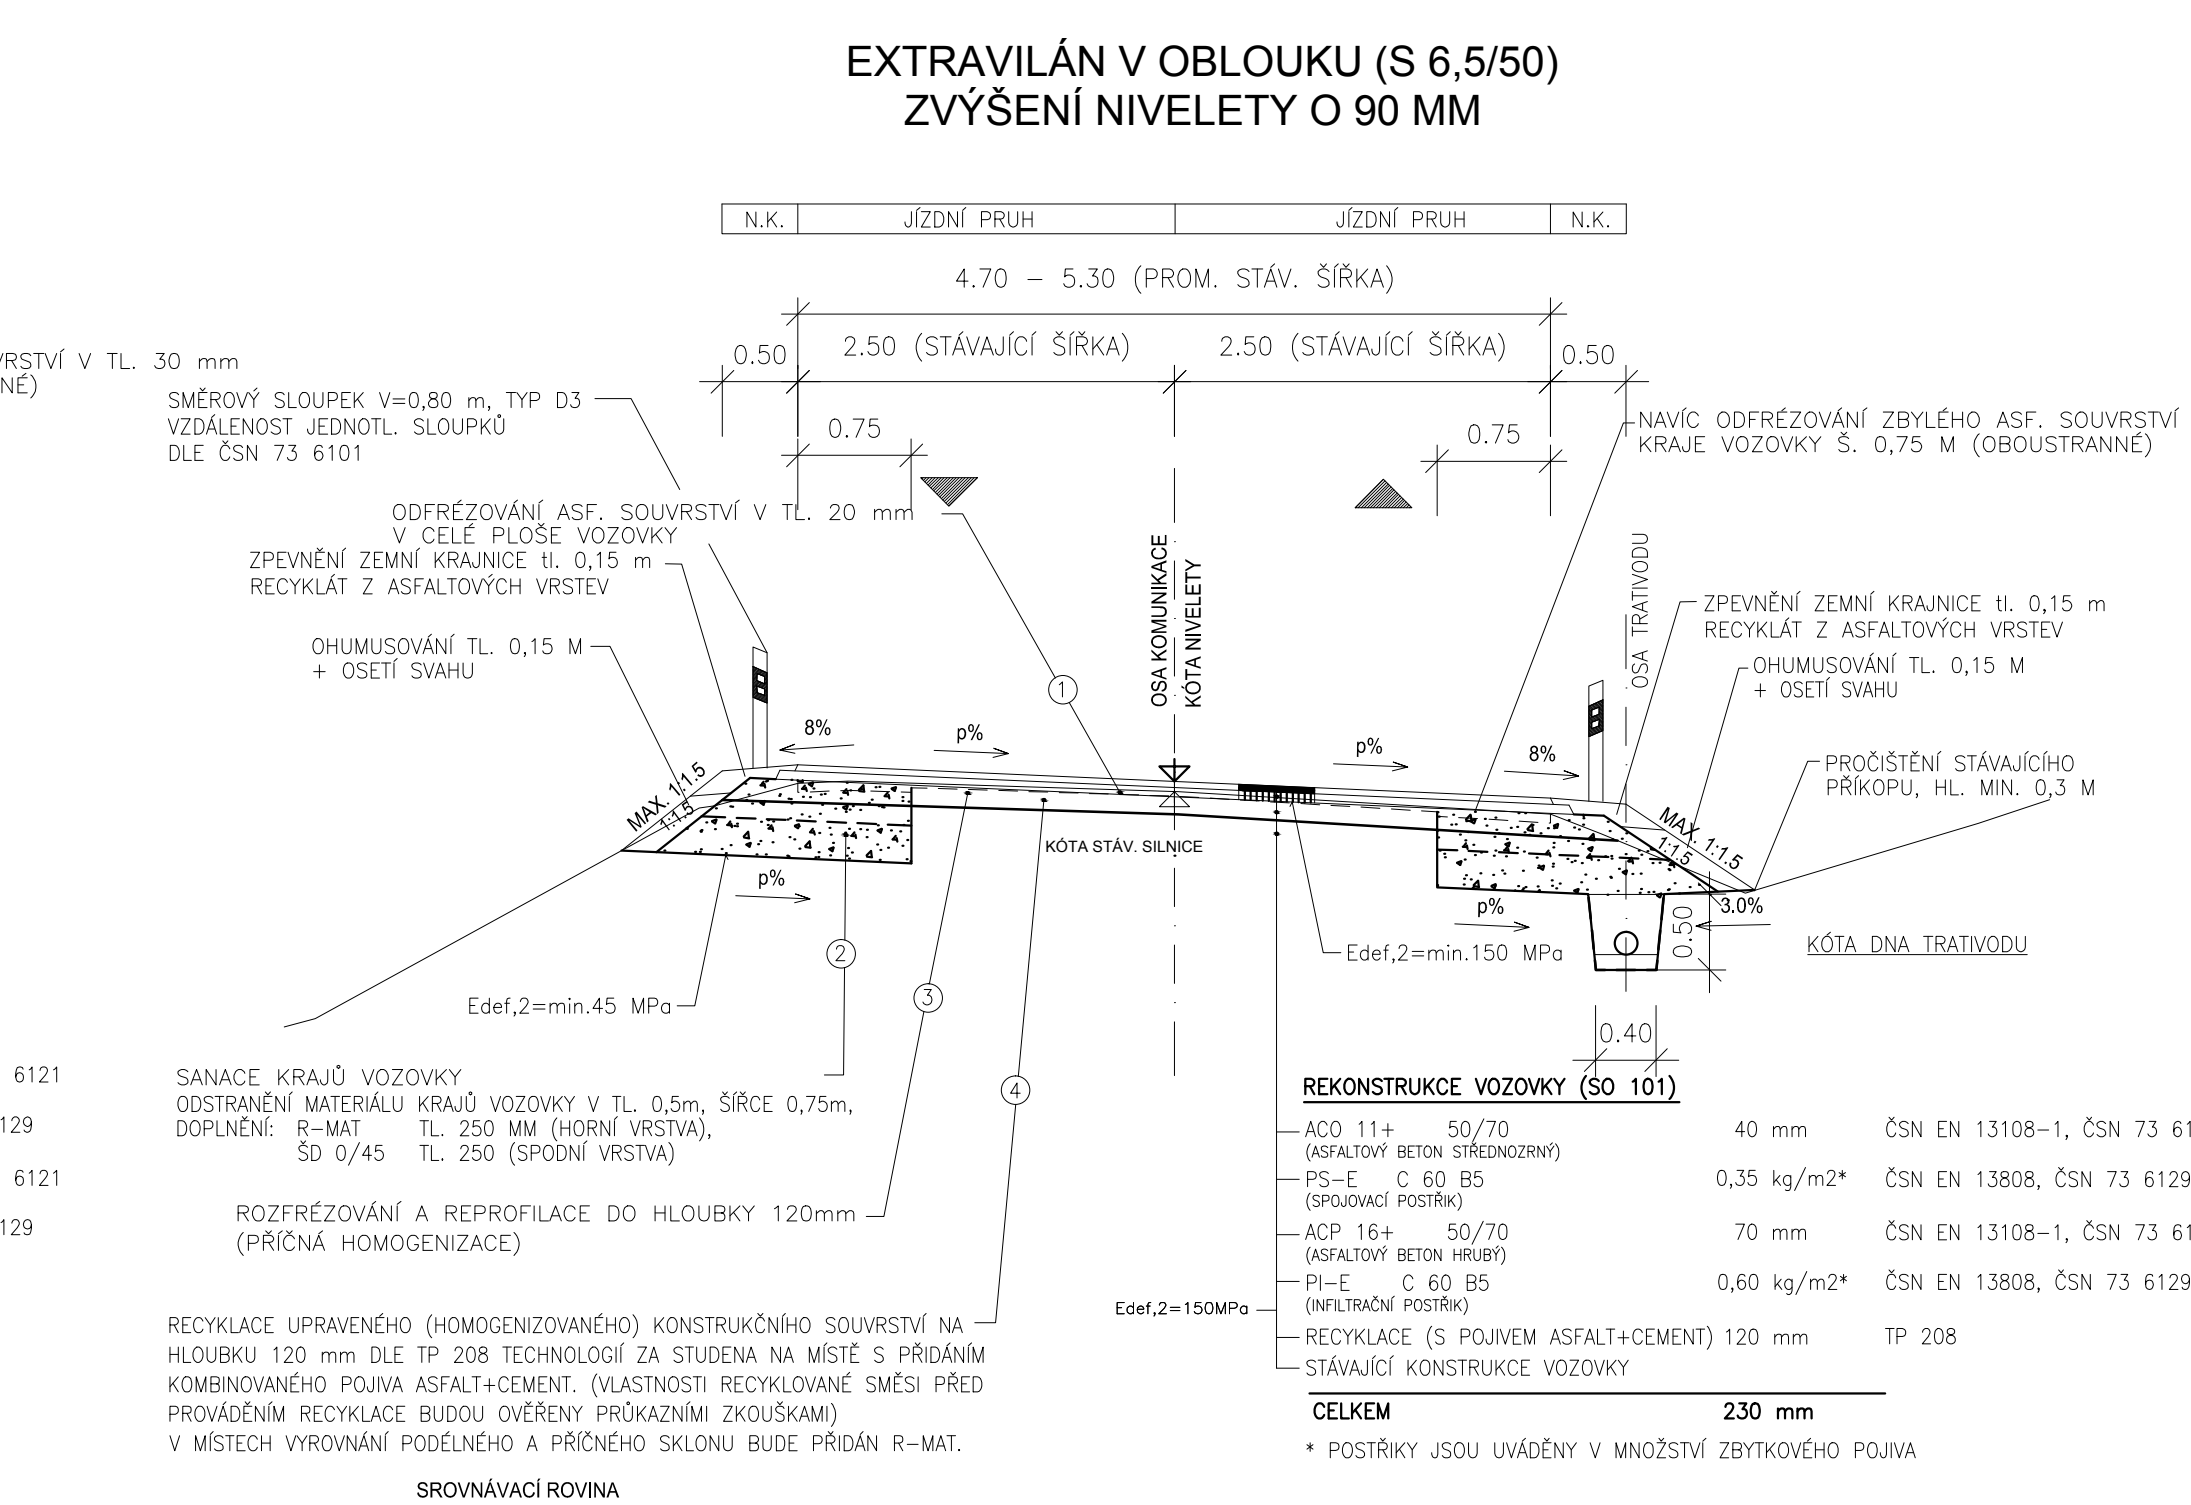 EXTRAVILÁN V OBLOUKU (S 6,5/50)
ZVÝŠENÍ NIVELETY O 90 MM
N.K.
JÍZDNÍ PRUH
JÍZDNÍ PRUH
N.K.
4.70 – 5.30 (PROM. STÁV. ŠÍŘKA)
0.50
2.50 (STÁVAJÍCÍ ŠÍŘKA)
2.50 (STÁVAJÍCÍ ŠÍŘKA)
0.50
VRSTVÍ V TL. 30 mm
NÉ)
SMĚROVÝ SLOUPEK V=0,80 m, TYP D3
VZDÁLENOST JEDNOTL. SLOUPKŮ
DLE ČSN 73 6101
0.75
0.75
NAVÍC ODFRÉZOVÁNÍ ZBYLÉHO ASF. SOUVRSTVÍ
KRAJE VOZOVKY Š. 0,75 M (OBOUSTRANNÉ)
ODFRÉZOVÁNÍ ASF. SOUVRSTVÍ V TL. 20 mm
V CELÉ PLOŠE VOZOVKY
ZPEVNĚNÍ ZEMNÍ KRAJNICE tl. 0,15 m
RECYKLÁT Z ASFALTOVÝCH VRSTEV
OHUMUSOVÁNÍ TL. 0,15 M
+ OSETÍ SVAHU
OSA KOMUNIKACE
KÓTA NIVELETY
OSA TRATIVODU
ZPEVNĚNÍ ZEMNÍ KRAJNICE tl. 0,15 m
RECYKLÁT Z ASFALTOVÝCH VRSTEV
OHUMUSOVÁNÍ TL. 0,15 M
+ OSETÍ SVAHU
PROČIŠTĚNÍ STÁVAJÍCÍHO
PŘÍKOPU, HL. MIN. 0,3 M
1
8%
p%
p%
8%
MAX. 1:1.5
1:1.5
MAX. 1:1.5
1:1.5
KÓTA STÁV. SILNICE
p%
p%
3.0%
0.50
KÓTA DNA TRATIVODU
2
3
4
Edef,2=min.150 MPa
Edef,2=min.45 MPa
0.40
6121
129
6121
129
SANACE KRAJŮ VOZOVKY
ODSTRANĚNÍ MATERIÁLU KRAJŮ VOZOVKY V TL. 0,5m, ŠÍŘCE 0,75m,
DOPLNĚNÍ: R–MAT TL. 250 MM (HORNÍ VRSTVA),
ŠD 0/45 TL. 250 (SPODNÍ VRSTVA)
ROZFRÉZOVÁNÍ A REPROFILACE DO HLOUBKY 120mm
(PŘÍČNÁ HOMOGENIZACE)
RECYKLACE UPRAVENÉHO (HOMOGENIZOVANÉHO) KONSTRUKČNÍHO SOUVRSTVÍ NA
HLOUBKU 120 mm DLE TP 208 TECHNOLOGIÍ ZA STUDENA NA MÍSTĚ S PŘIDÁNÍM
KOMBINOVANÉHO POJIVA ASFALT+CEMENT. (VLASTNOSTI RECYKLOVANÉ SMĚSI PŘED
PROVÁDĚNÍM RECYKLACE BUDOU OVĚŘENY PRŮKAZNÍMI ZKOUŠKAMI)
V MÍSTECH VYROVNÁNÍ PODÉLNÉHO A PŘÍČNÉHO SKLONU BUDE PŘIDÁN R–MAT.
SROVNÁVACÍ ROVINA
REKONSTRUKCE VOZOVKY (SO 101)
ACO 11+ 50/70 40 mm ČSN EN 13108–1, ČSN 73 61
(ASFALTOVÝ BETON STŘEDNOZRNÝ)
PS–E C 60 B5 0,35 kg/m2* ČSN EN 13808, ČSN 73 6129
(SPOJOVACÍ POSTŘIK)
ACP 16+ 50/70 70 mm ČSN EN 13108–1, ČSN 73 61
(ASFALTOVÝ BETON HRUBÝ)
PI–E C 60 B5 0,60 kg/m2* ČSN EN 13808, ČSN 73 6129
(INFILTRAČNÍ POSTŘIK)
Edef,2=150MPa
RECYKLACE (S POJIVEM ASFALT+CEMENT) 120 mm TP 208
STÁVAJÍCÍ KONSTRUKCE VOZOVKY
CELKEM 230 mm
* POSTŘIKY JSOU UVÁDĚNY V MNOŽSTVÍ ZBYTKOVÉHO POJIVA